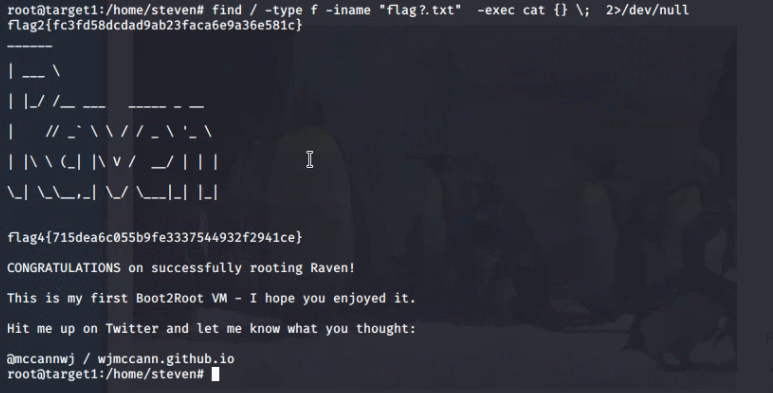 root@target1:/home/steven# find / -type f -iname "flag?.txt"  -exec cat {} \;  2>/dev/null
flag2{fc3fd58dcdad9ab23faca6e9a36e581c}
______
| ___ \
| |_/ /__ ___   _____ _ __
|    // _` \ \ / / _ \ '_ \
| |\ \ (_| |\ V /  __/ | | |
\_| \_\__,_| \_/ \___|_| |_|
flag4{715dea6c055b9fe3337544932f2941ce}
CONGRATULATIONS on successfully rooting Raven!
This is my first Boot2Root VM - I hope you enjoyed it.
Hit me up on Twitter and let me know what you thought:
@mccannwj / wjmccann.github.io
root@target1:/home/steven#